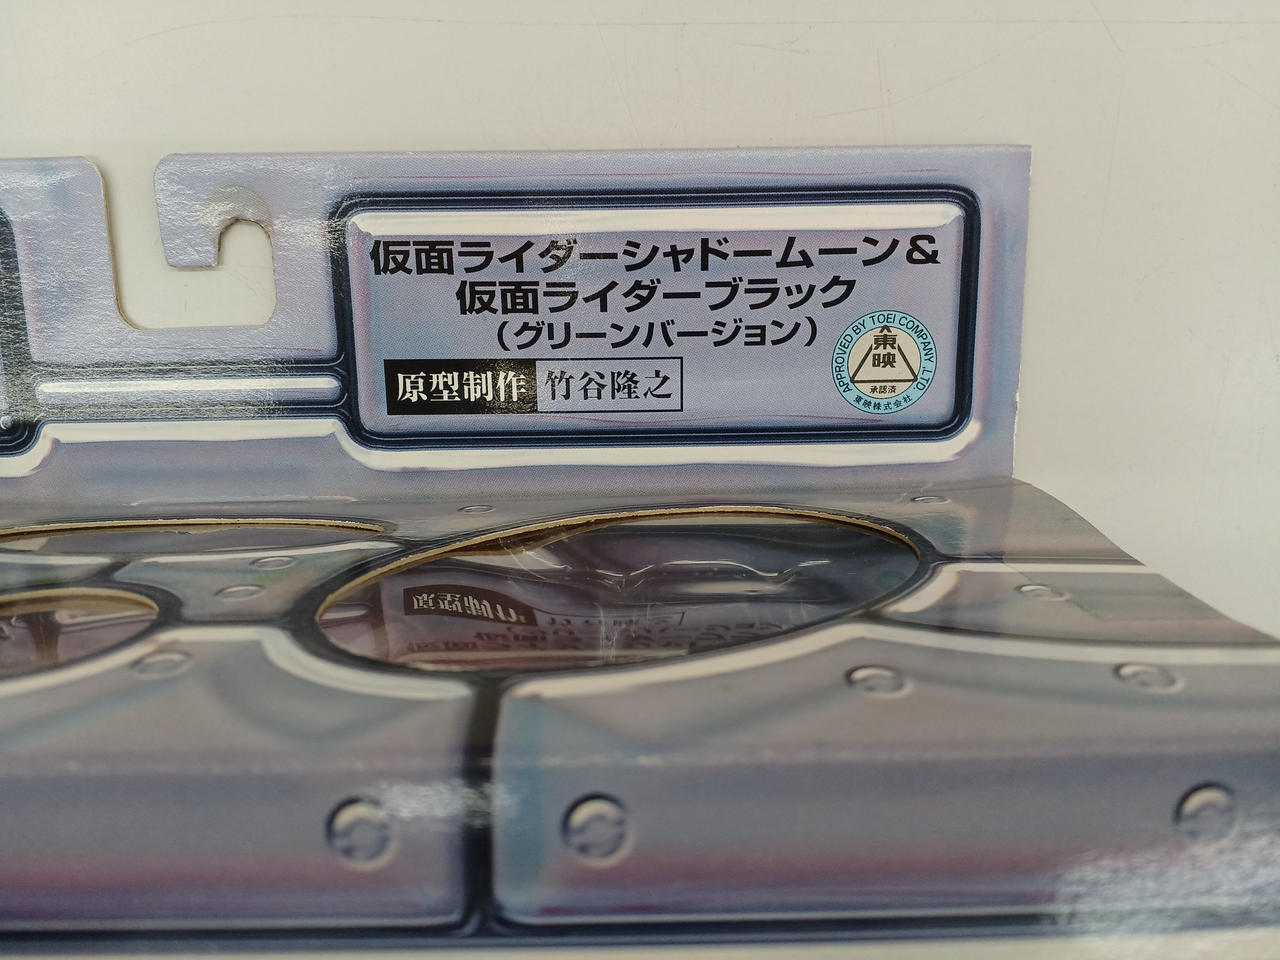 仮面ライダーシャドームーン＆
仮面ライダーブラック
（グリーンバージョン）
原型制作 竹谷隆之
APPROVED BY TOEI COMPANY, LTD.
東映
承認済
東映株式会社